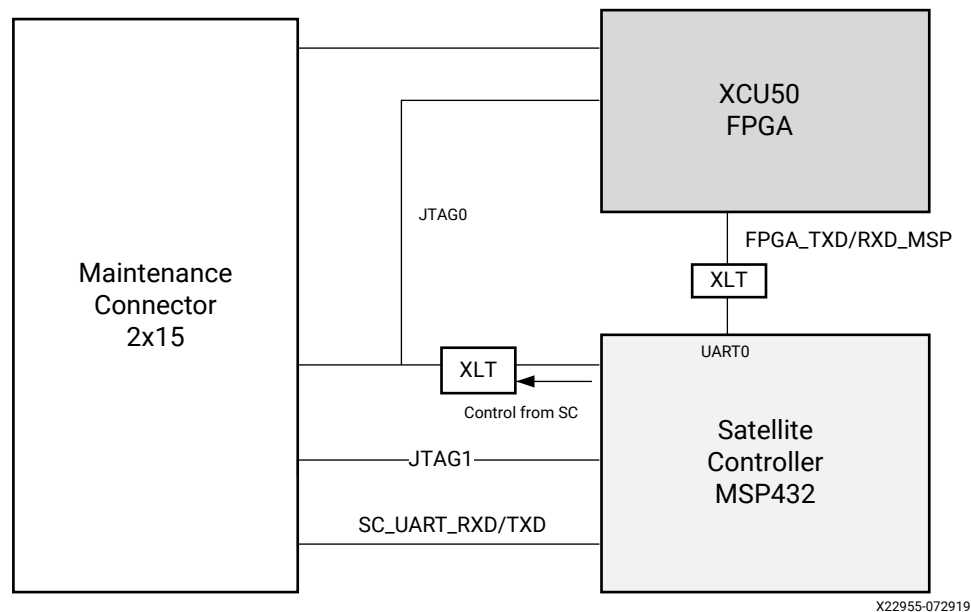 XCU50
FPGA
JTAG0
FPGA_TXD/RXD_MSP
Maintenance
Connector
2x15
XLT
UART0
XLT
Control from SC
Satellite
Controller
MSP432
JTAG1
SC_UART_RXD/TXD
X22955-072919